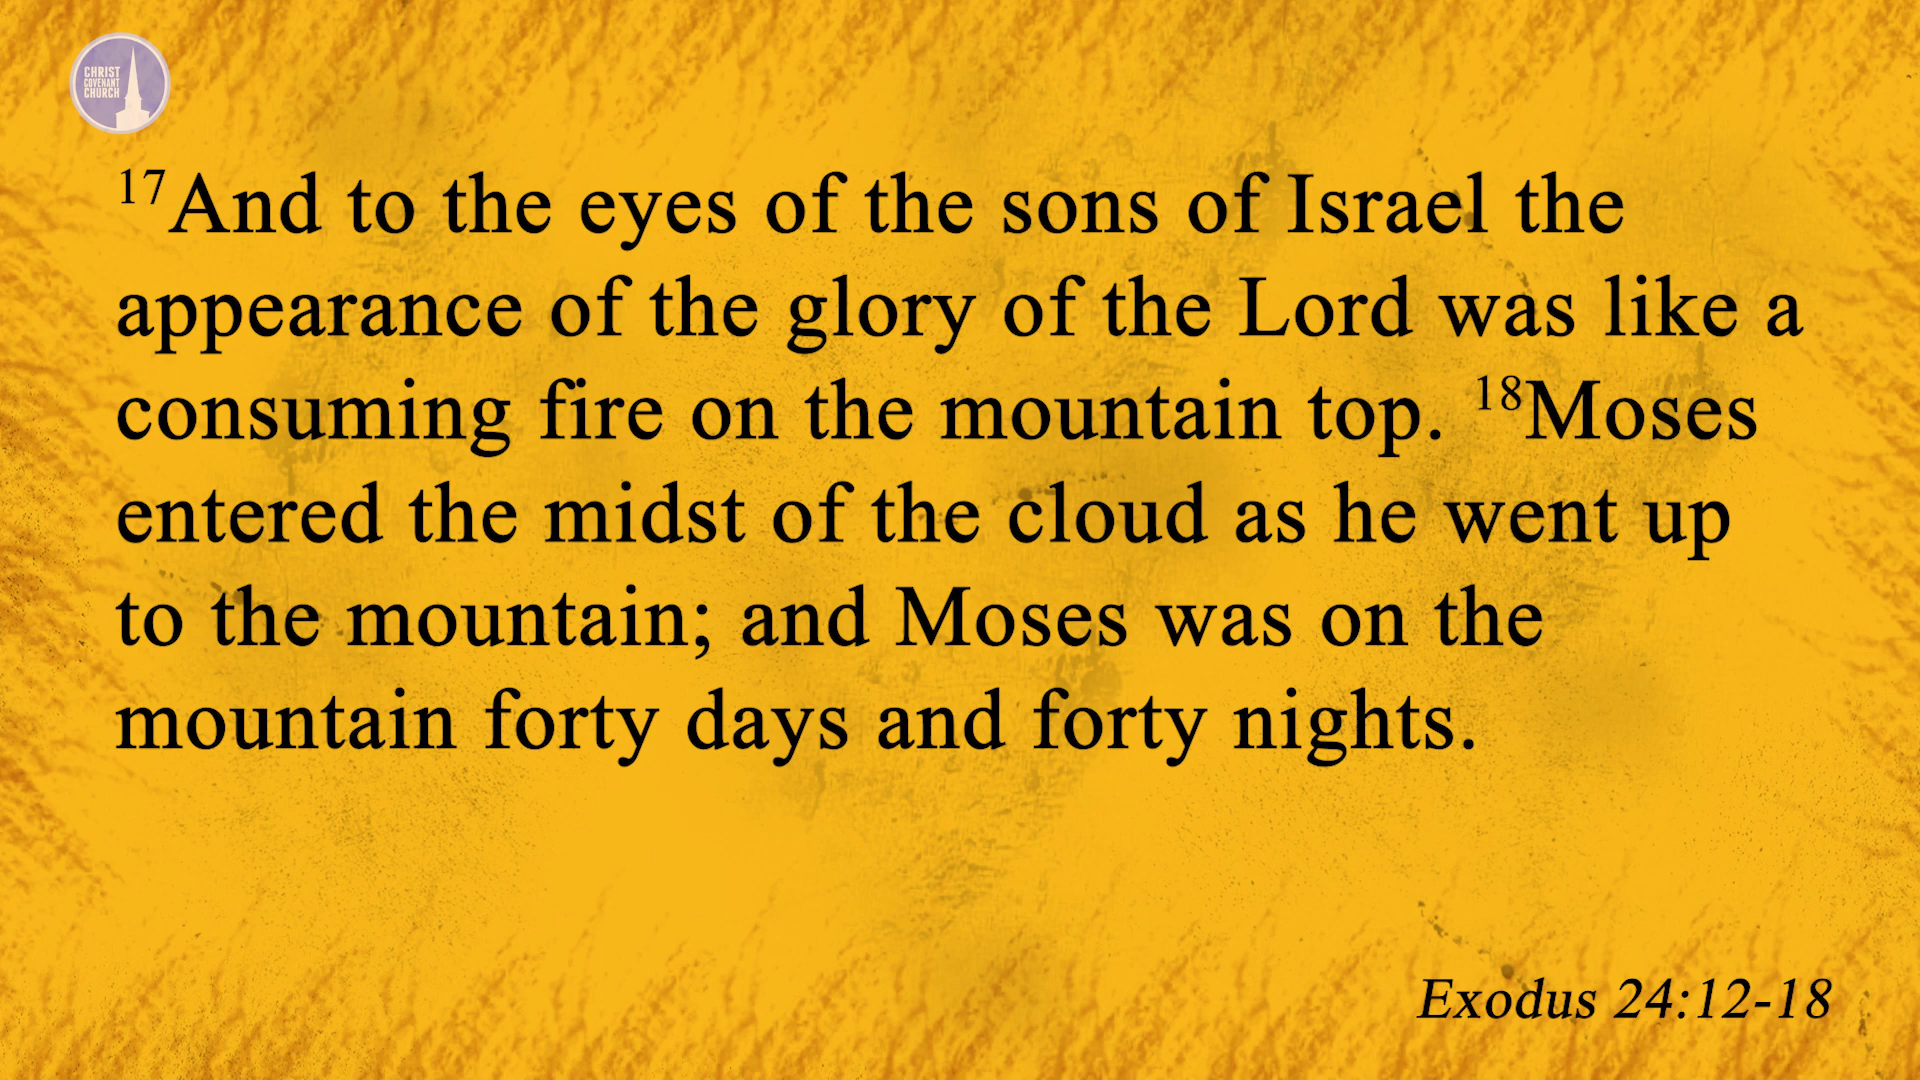 CHRIST
COVENANT
CHURCH
17And to the eyes of the sons of Israel the
appearance of the glory of the Lord was like a
consuming fire on the mountain top. 18Moses
entered the midst of the cloud as he went up
to the mountain; and Moses was on the
mountain forty days and forty nights.
Exodus 24:12-18